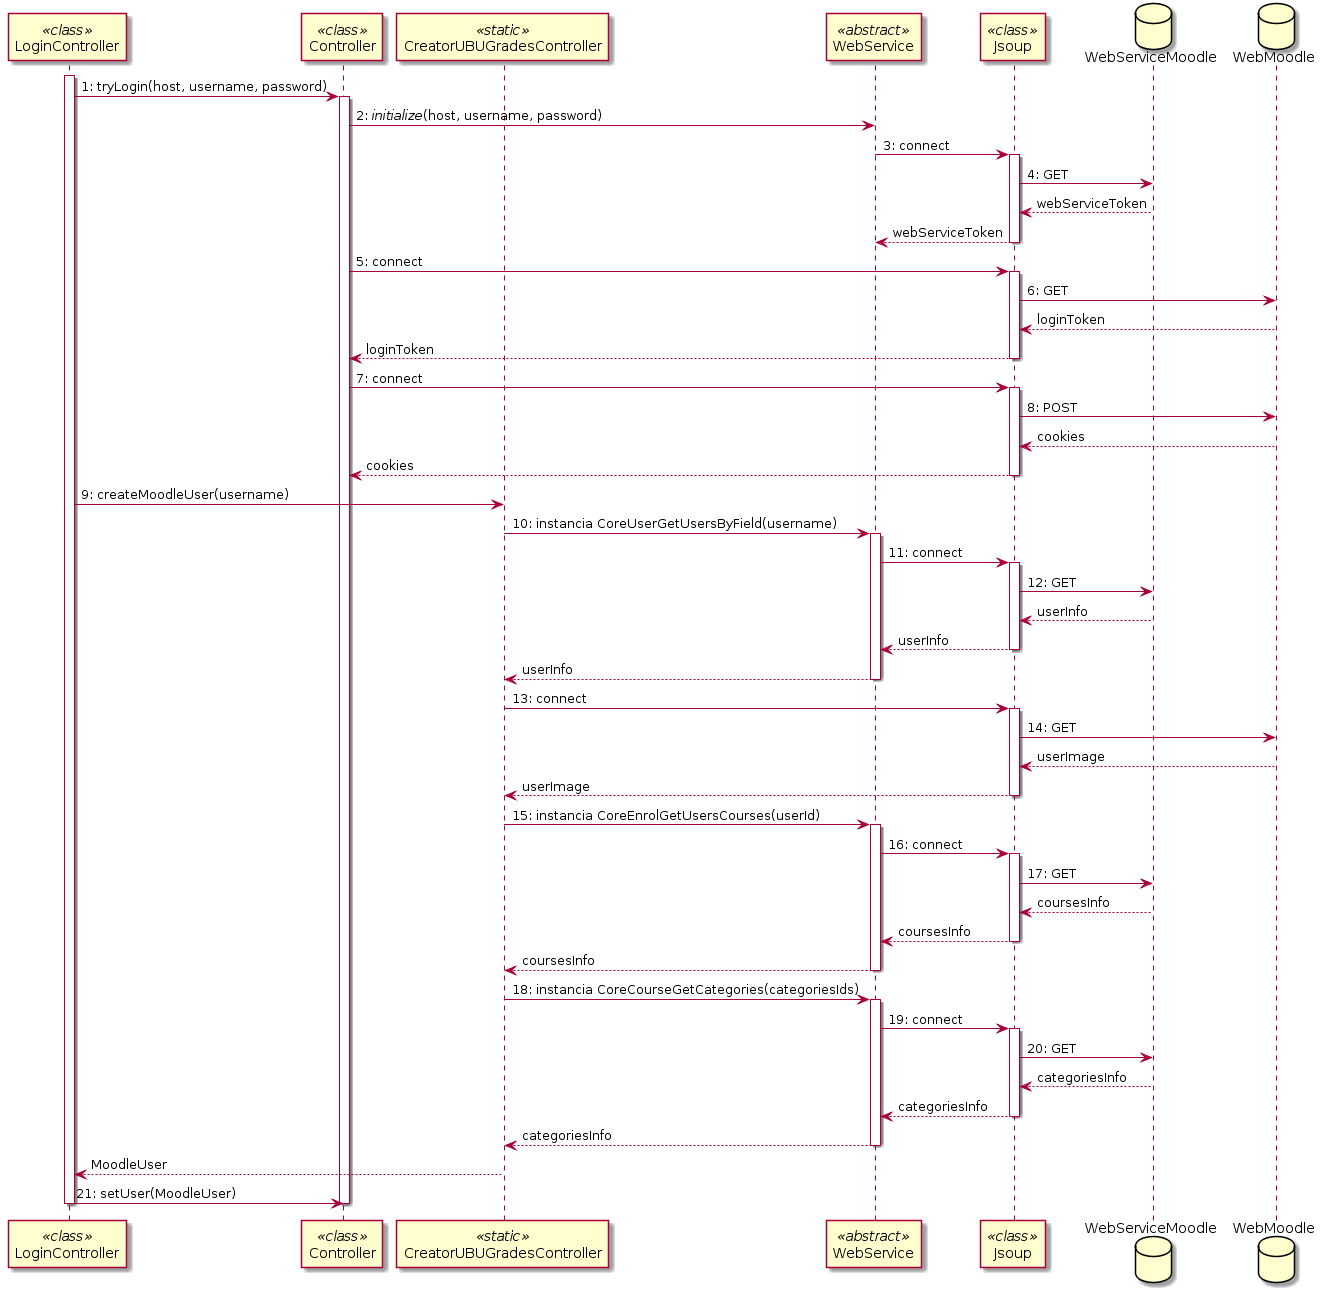 «class»
LoginController
«class»
Controller
«static»
CreatorUBUGradesController
«abstract»
WebService
«class»
Jsoup
WebServiceMoodle
WebMoodle
1: tryLogin(host, username, password)
2: initialize(host, username, password)
3: connect
4: GET
webServiceToken
webServiceToken
5: connect
6: GET
loginToken
loginToken
7: connect
8: POST
cookies
cookies
9: createMoodleUser(username)
10: instancia CoreUserGetUsersByField(username)
11: connect
12: GET
userInfo
userInfo
userInfo
13: connect
14: GET
userImage
userImage
15: instancia CoreEnrolGetUsersCourses(userId)
16: connect
17: GET
coursesInfo
coursesInfo
coursesInfo
18: instancia CoreCourseGetCategories(categoriesIds)
19: connect
20: GET
categoriesInfo
categoriesInfo
categoriesInfo
MoodleUser
21: setUser(MoodleUser)
«class»
LoginController
«class»
Controller
«static»
CreatorUBUGradesController
«abstract»
WebService
«class»
Jsoup
WebServiceMoodle
WebMoodle